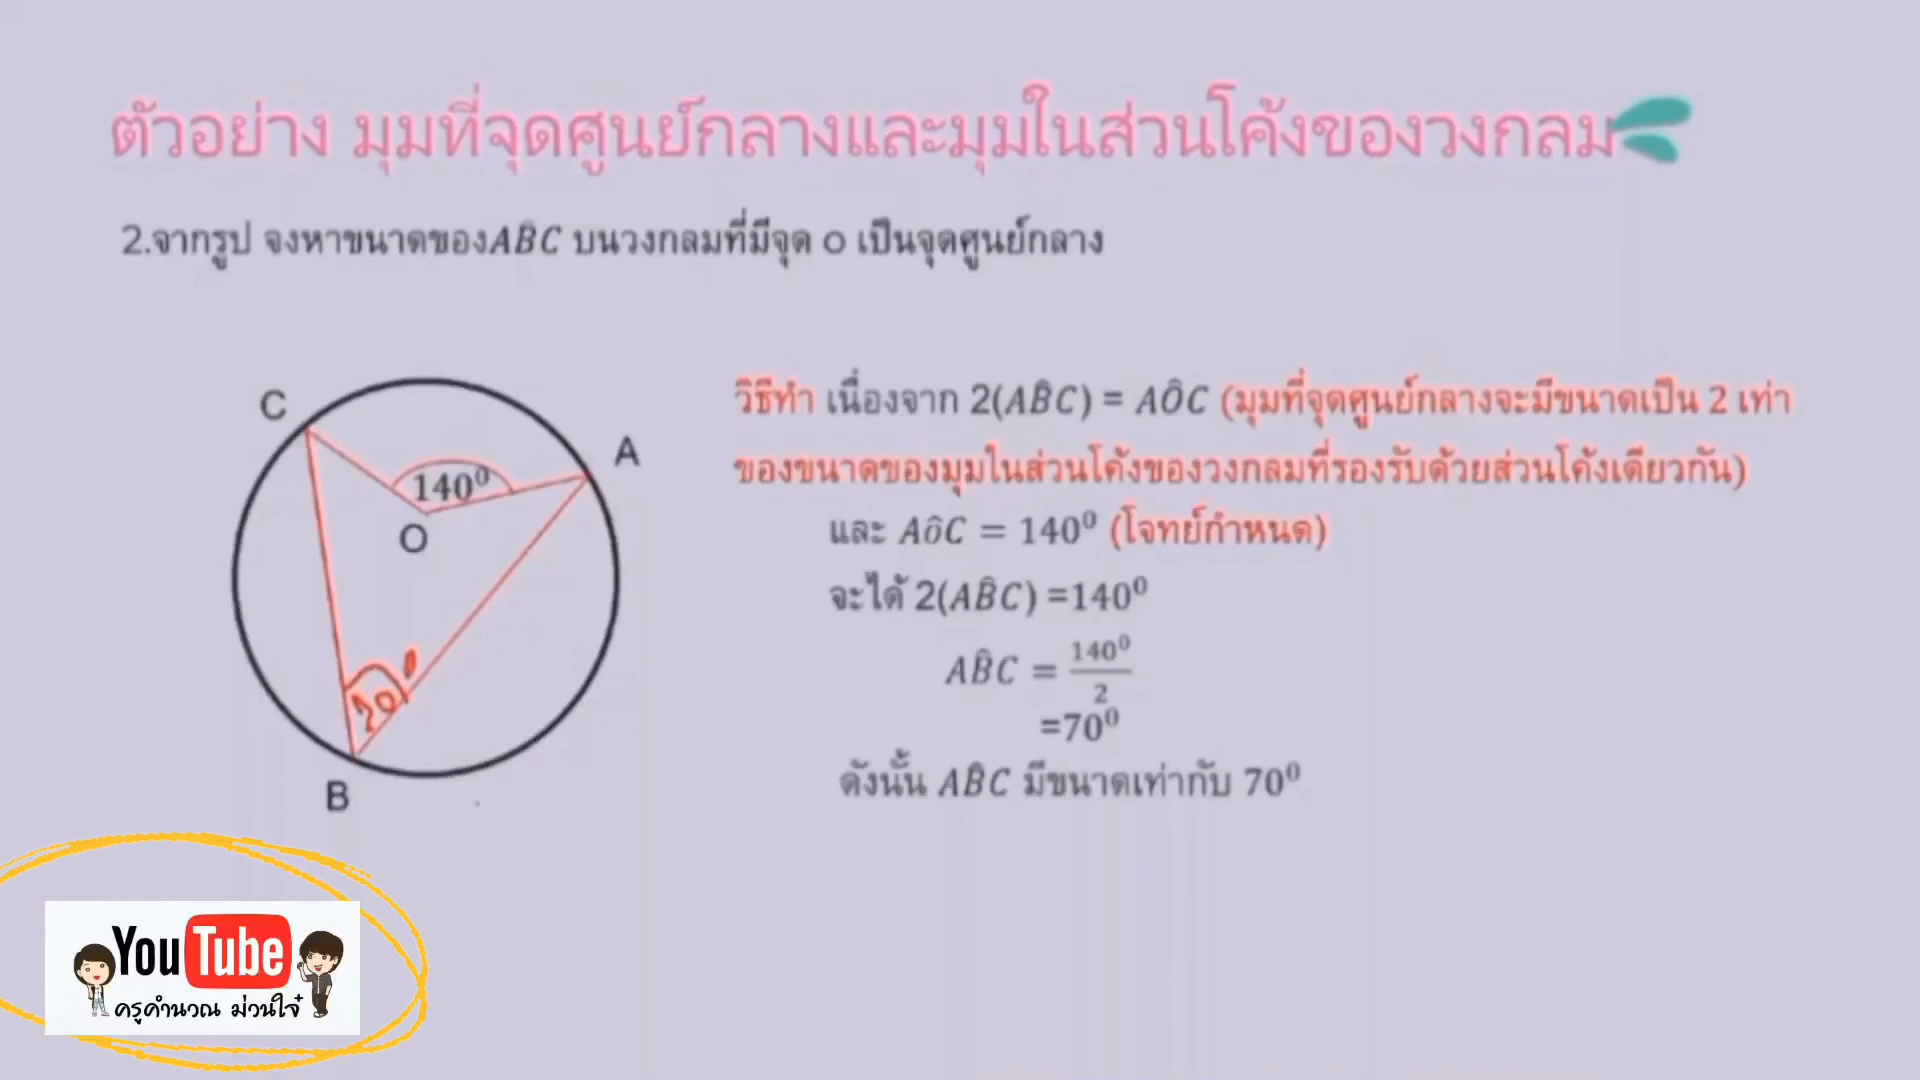 ตัวอย่าง มุมที่จุดศูนย์กลางและมุมในส่วนโค้งของวงกลม
2.จากรูป จงหาขนาดของAB̂C บนวงกลมที่มีจุด o เป็นจุดศูนย์กลาง
C
A
140⁰
O
70°
B
วิธีทำ เนื่องจาก 2(AB̂C) = AÔC (มุมที่จุดศูนย์กลางจะมีขนาดเป็น 2 เท่า
ของขนาดของมุมในส่วนโค้งของวงกลมที่รองรับด้วยส่วนโค้งเดียวกัน)
และ AôC = 140⁰ (โจทย์กำหนด)
จะได้ 2(AB̂C) =140⁰
AB̂C = 140⁰/2
=70⁰
ดังนั้น AB̂C มีขนาดเท่ากับ 70⁰
YouTube
ครูคำนวณ ม่วนใจ๋